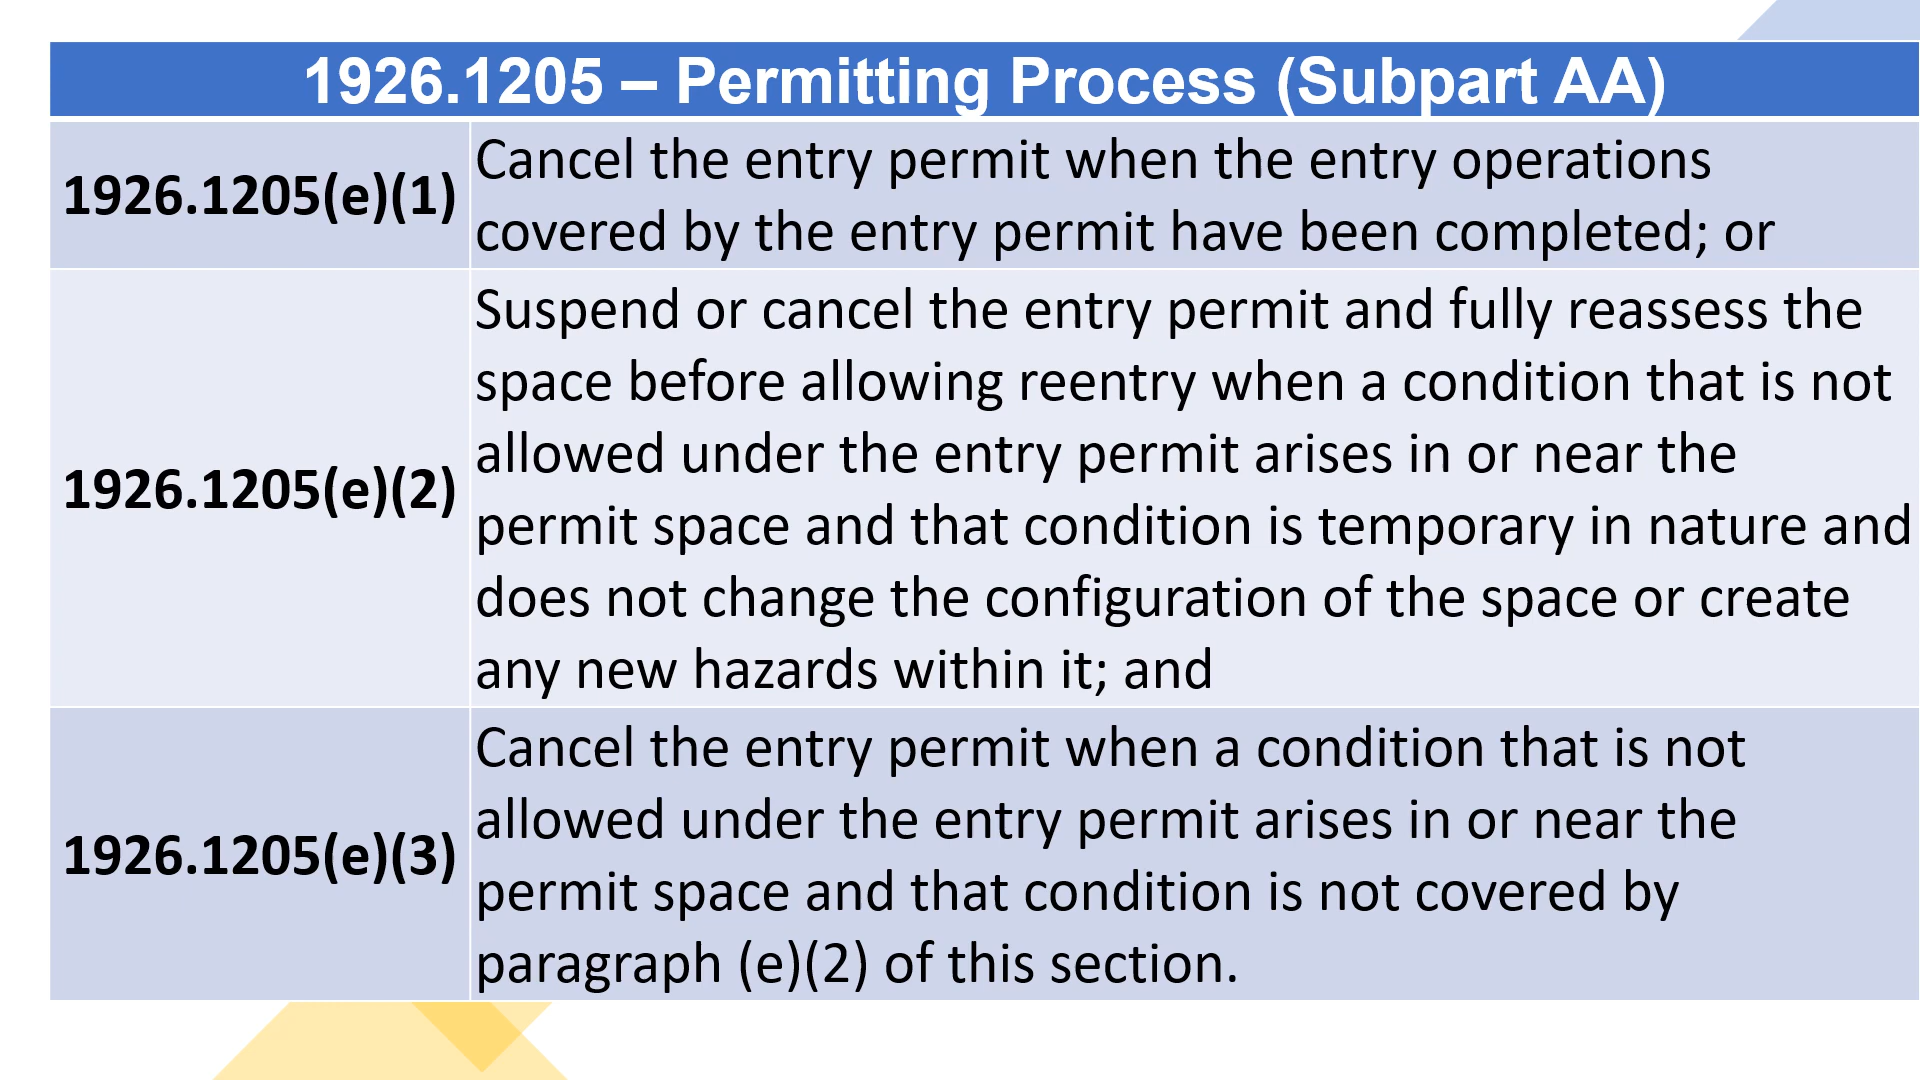 1926.1205 – Permitting Process (Subpart AA)
1926.1205(e)(1)
Cancel the entry permit when the entry operations
covered by the entry permit have been completed; or
1926.1205(e)(2)
Suspend or cancel the entry permit and fully reassess the
space before allowing reentry when a condition that is not
allowed under the entry permit arises in or near the
permit space and that condition is temporary in nature and
does not change the configuration of the space or create
any new hazards within it; and
1926.1205(e)(3)
Cancel the entry permit when a condition that is not
allowed under the entry permit arises in or near the
permit space and that condition is not covered by
paragraph (e)(2) of this section.